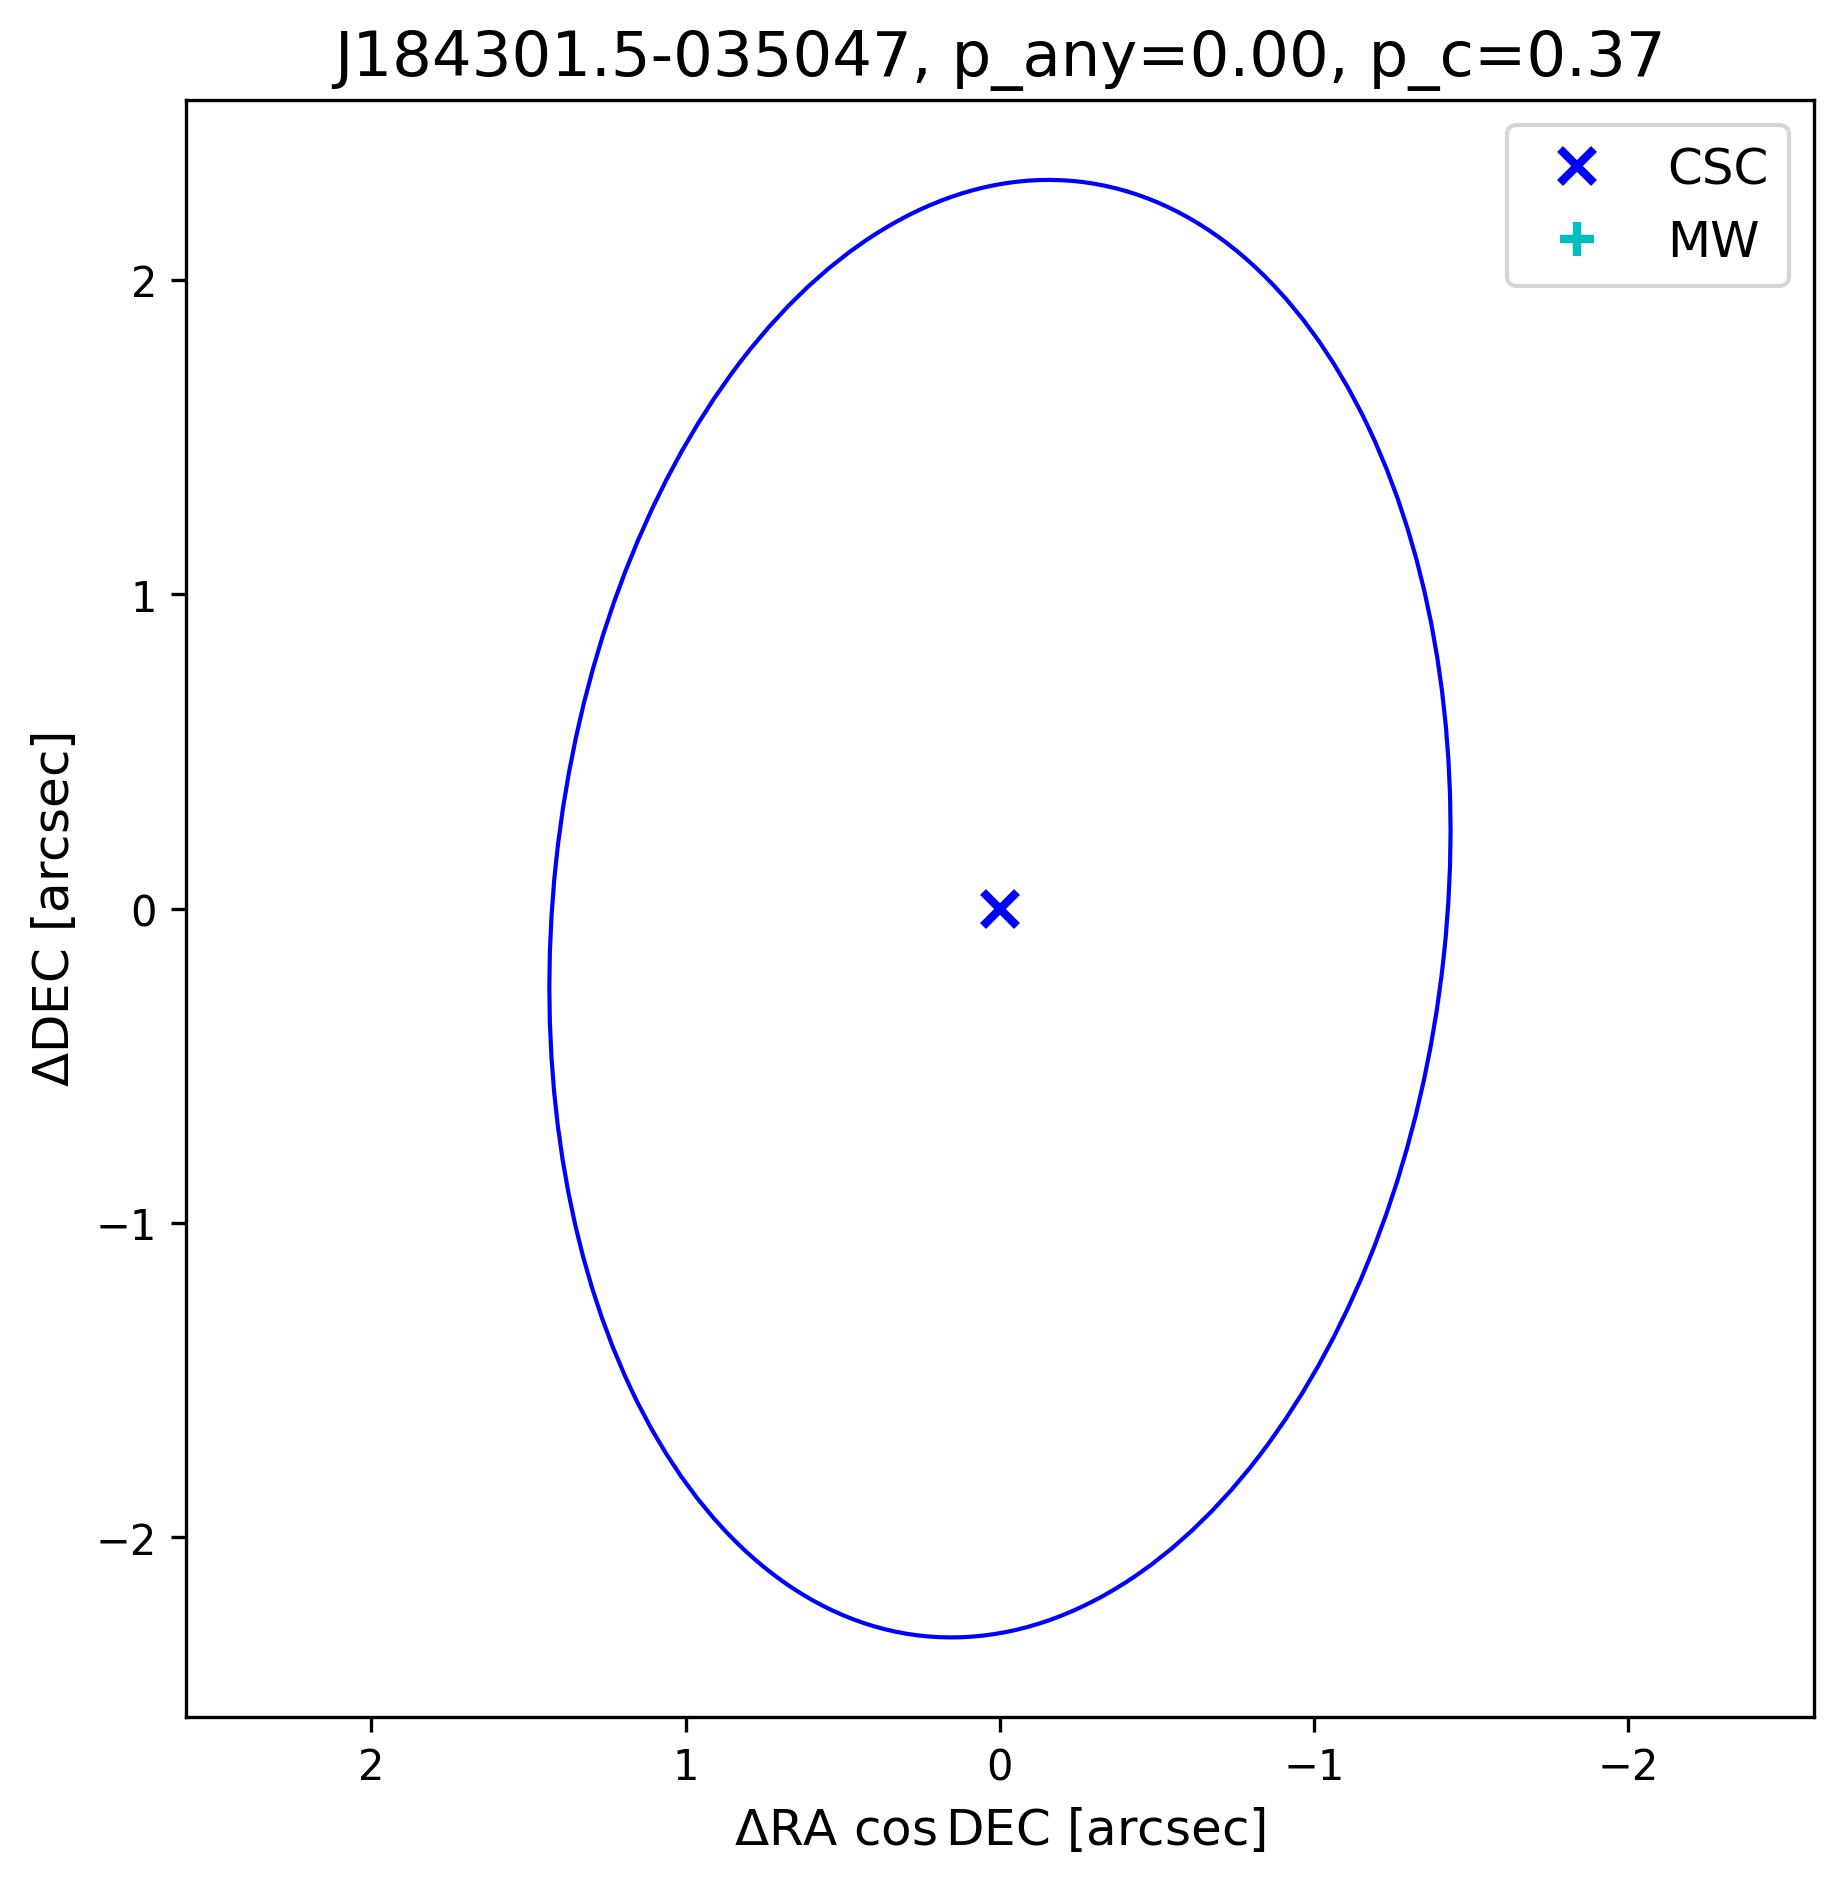 J184301.5-035047, p_any=0.00, p_c=0.37
CSC
MW
2
1
0
−1
−2
ΔDEC [arcsec]
2
1
0
−1
−2
ΔRA cos DEC [arcsec]